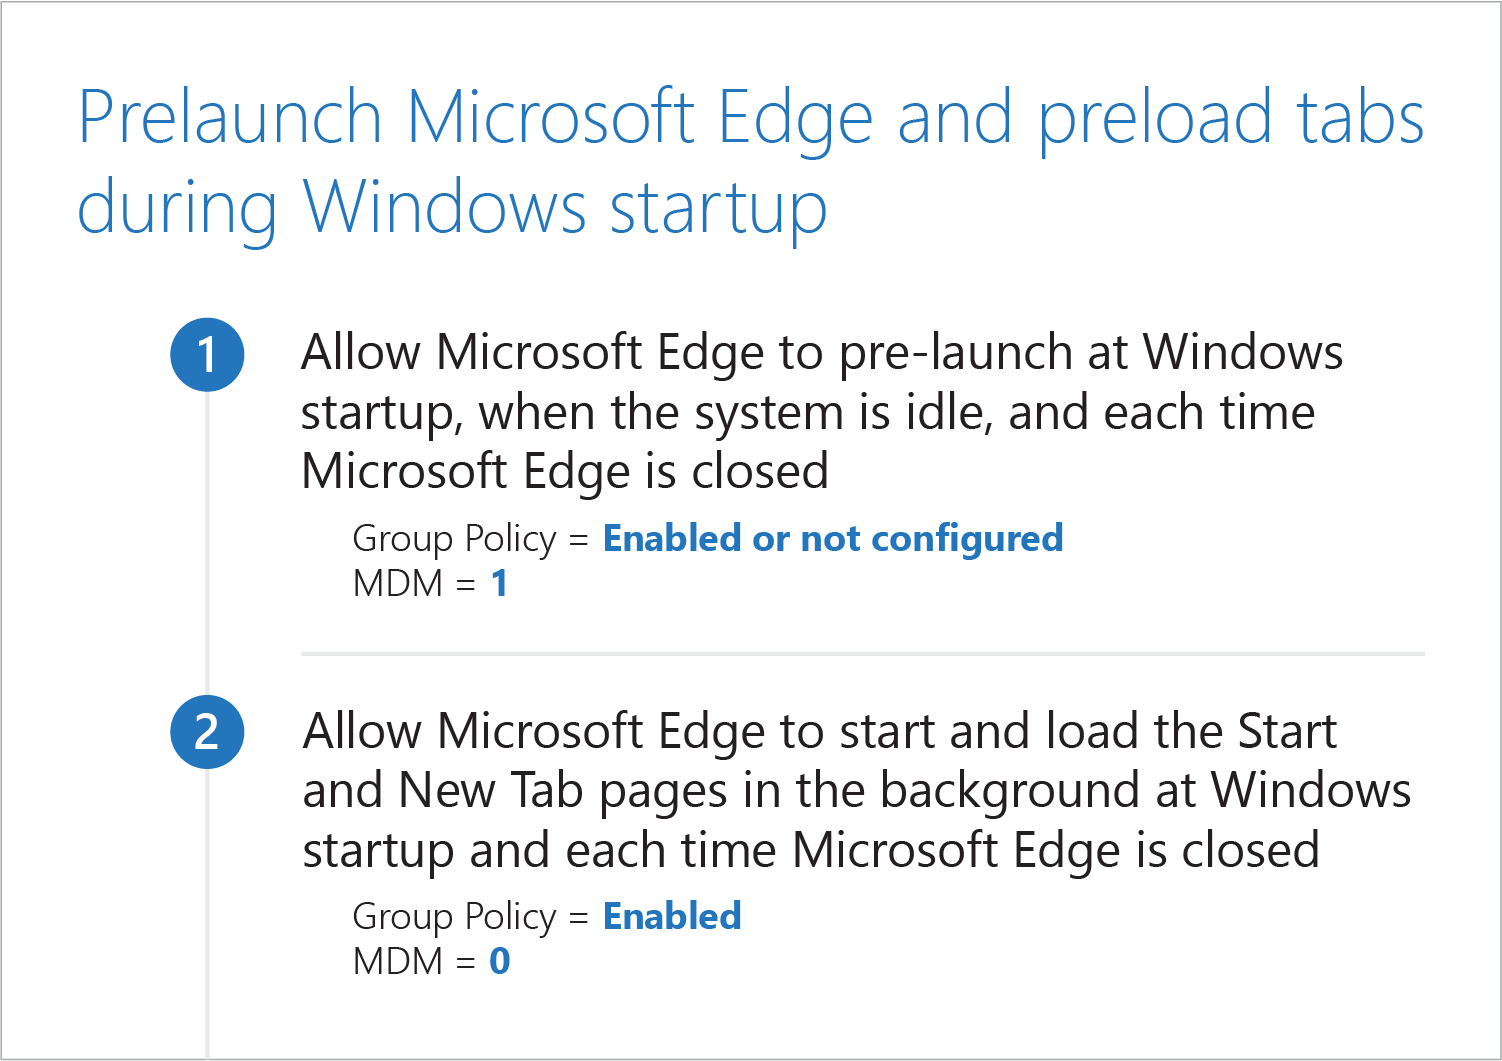 Prelaunch Microsoft Edge and preload tabs
during Windows startup
1
Allow Microsoft Edge to pre-launch at Windows
startup, when the system is idle, and each time
Microsoft Edge is closed
Group Policy = Enabled or not configured
MDM = 1
2
Allow Microsoft Edge to start and load the Start
and New Tab pages in the background at Windows
startup and each time Microsoft Edge is closed
Group Policy = Enabled
MDM = 0